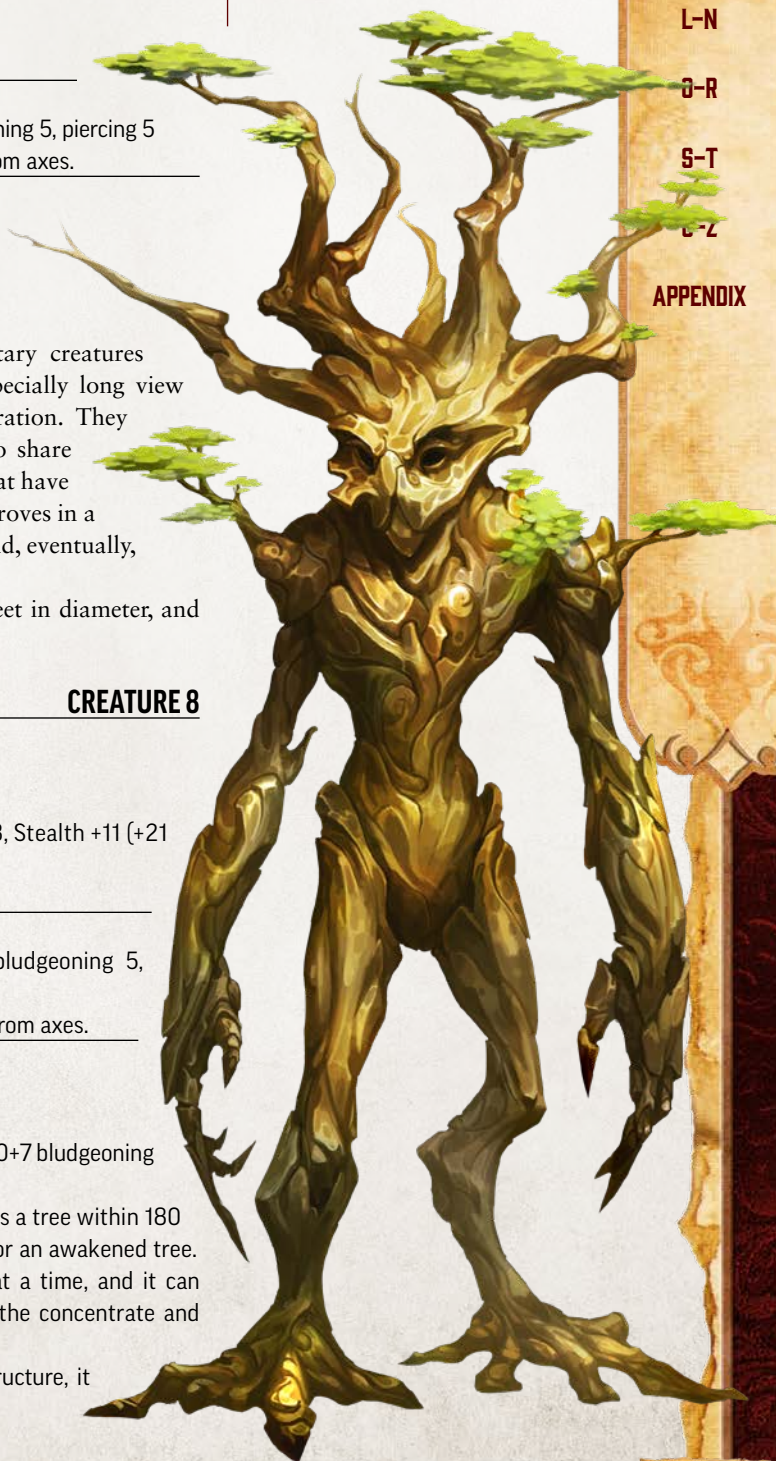 ning 5, piercing 5
om axes.
tary creatures
pecially long view
ration. They
o share
at have
roves in a
d, eventually,
eet in diameter, and
CREATURE 8
, Stealth +11 (+21
bludgeoning 5,
rom axes.
0+7 bludgeoning
s a tree within 180
or an awakened tree.
at a time, and it can
the concentrate and
ructure, it
L–N
O–R
S–T
U–Z
APPENDIX